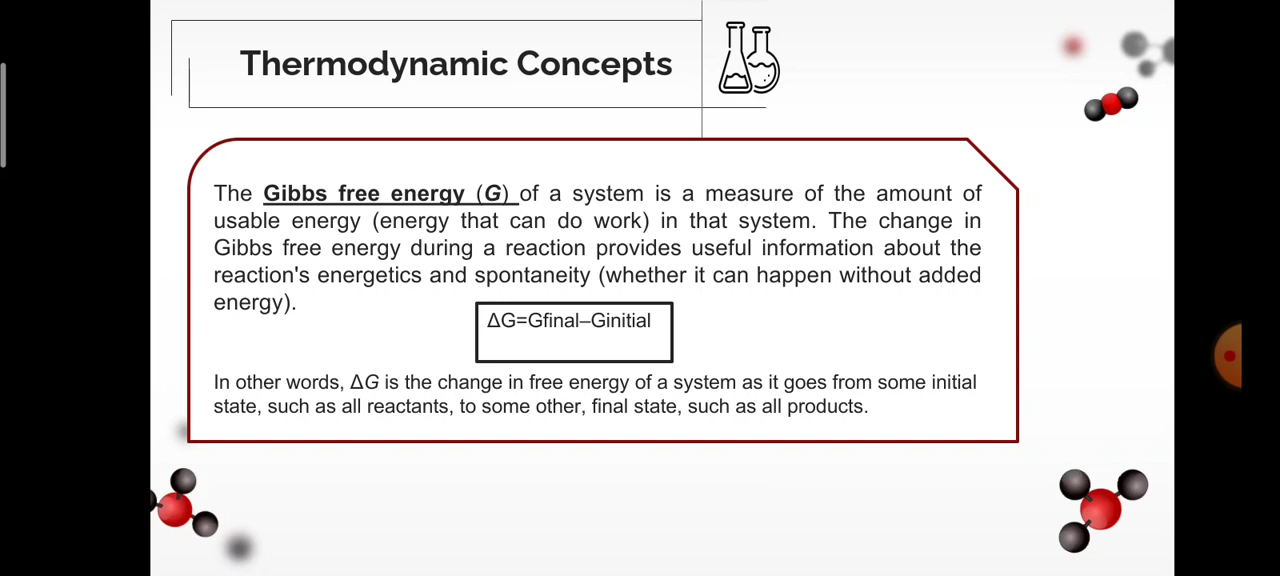 Thermodynamic Concepts
The Gibbs free energy (G) of a system is a measure of the amount of
usable energy (energy that can do work) in that system. The change in
Gibbs free energy during a reaction provides useful information about the
reaction's energetics and spontaneity (whether it can happen without added
energy).
ΔG=Gfinal–Ginitial
In other words, ΔG is the change in free energy of a system as it goes from some initial
state, such as all reactants, to some other, final state, such as all products.